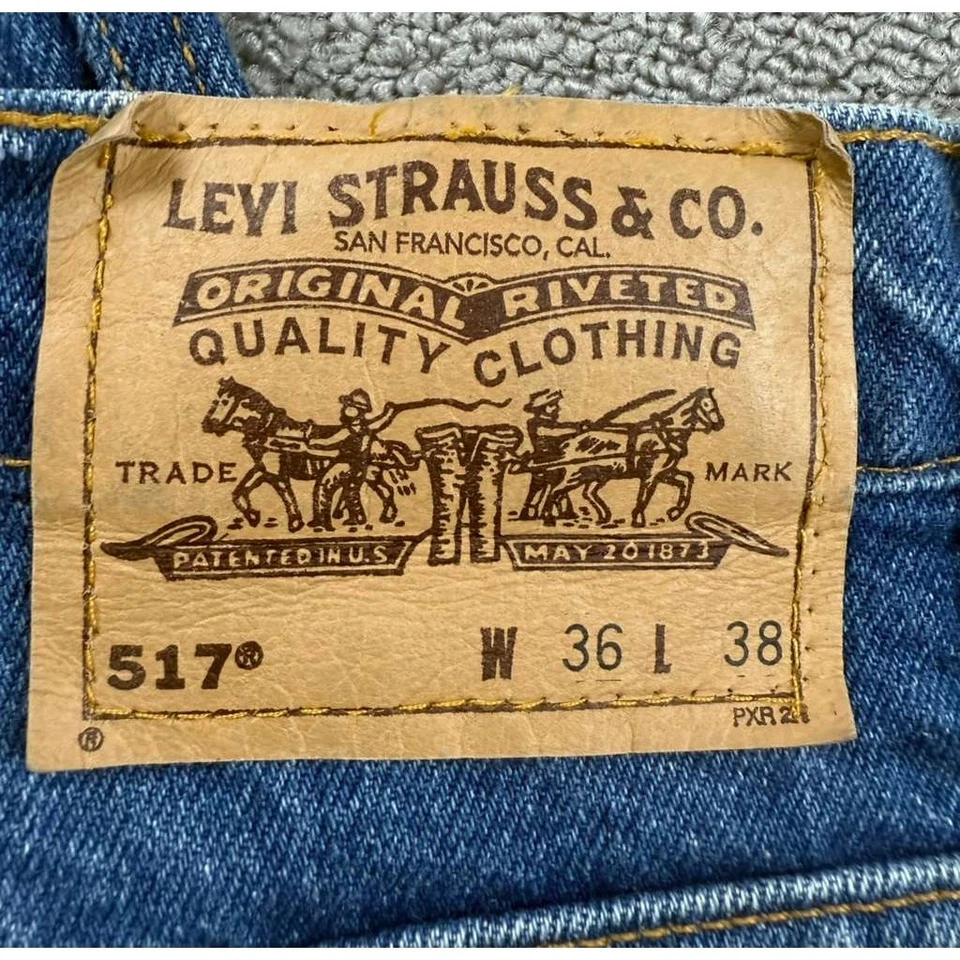 LEVI STRAUSS & CO.
SAN FRANCISCO, CAL.
ORIGINAL RIVETED
QUALITY CLOTHING
TRADE MARK
PATENTED IN U.S. MAY 20 1873
517® W 36 L 38
PXR
®